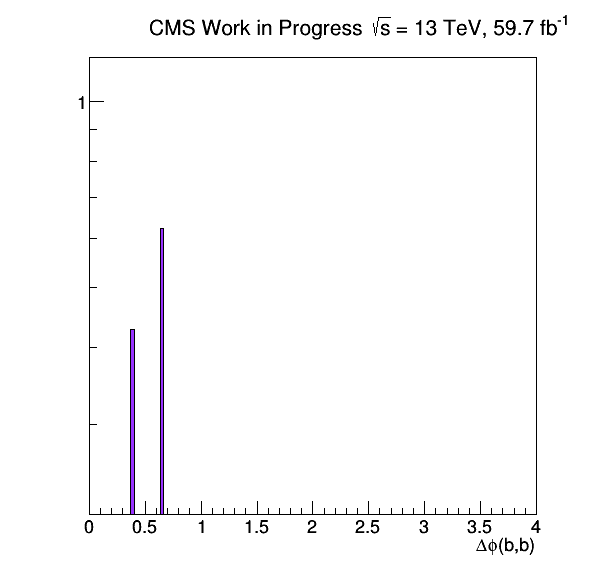 CMS Work in Progress √s = 13 TeV, 59.7 fb⁻¹
1
0 0.5 1 1.5 2 2.5 3 3.5 4
Δϕ(b,b)